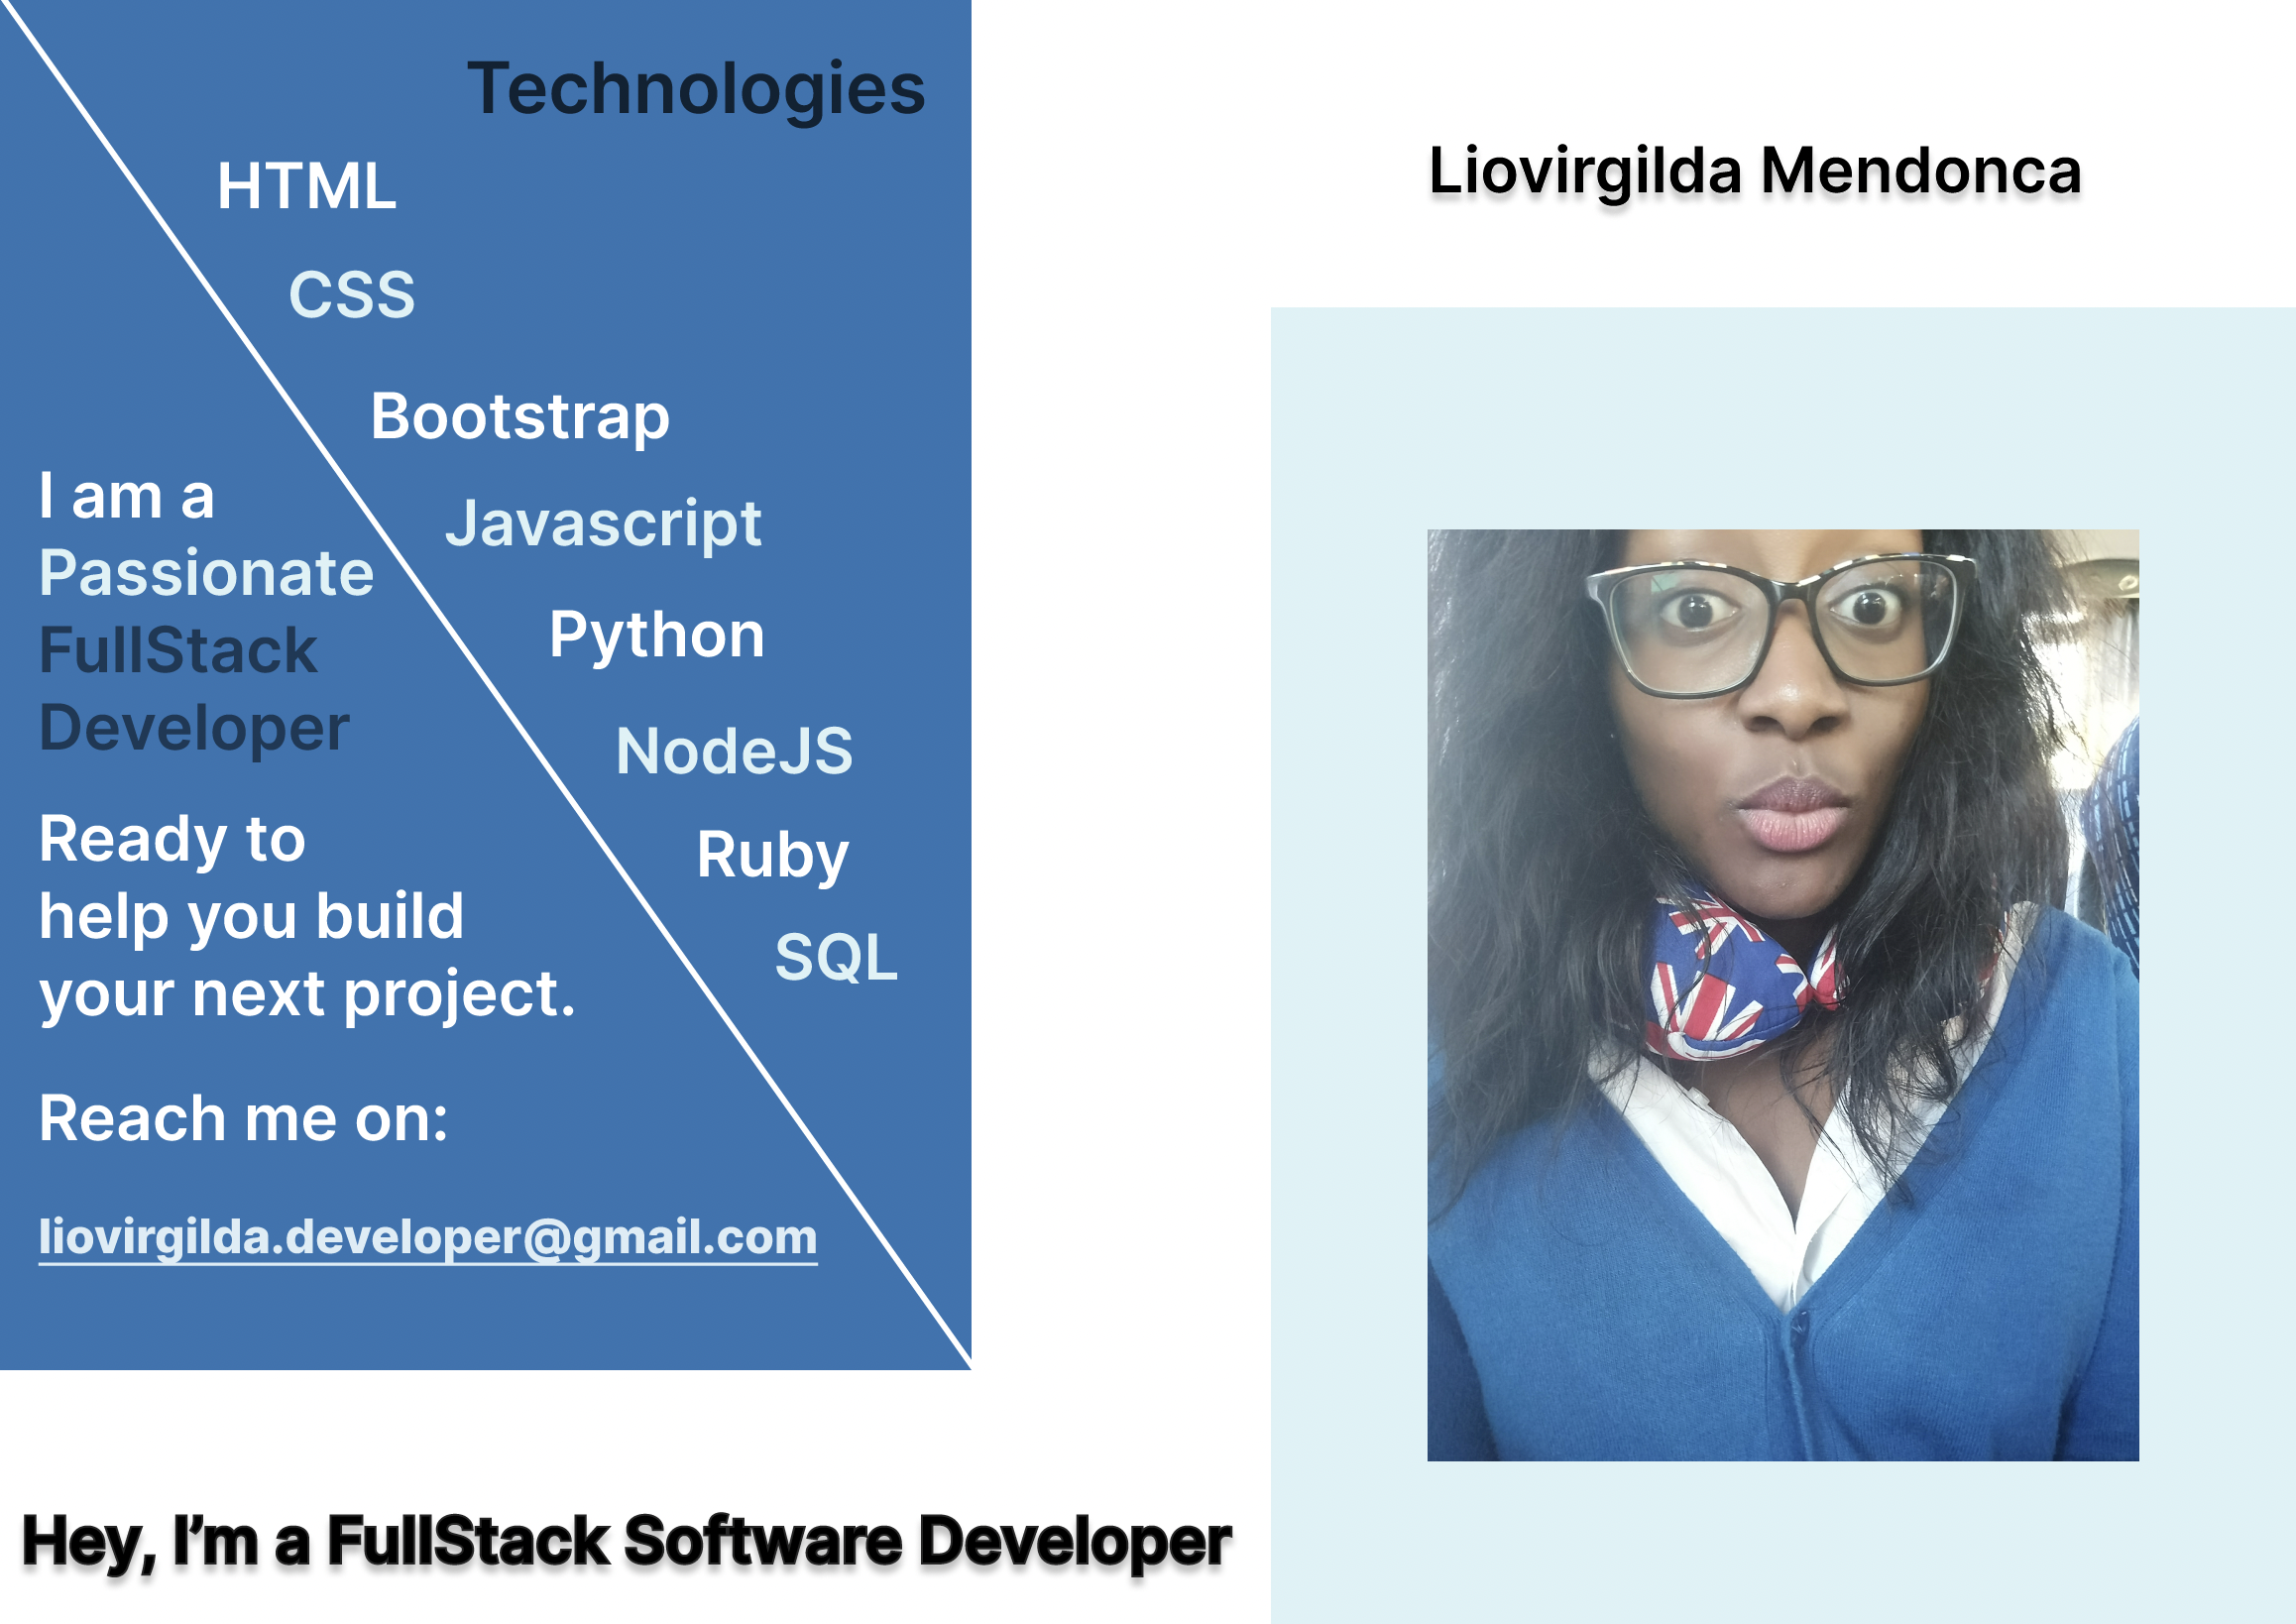 Technologies
HTML
CSS
Bootstrap
Javascript
Python
NodeJS
Ruby
SQL
I am a
Passionate
FullStack
Developer
Ready to
help you build
your next project.
Reach me on:
liovirgilda.developer@gmail.com
Hey, I’m a FullStack Software Developer
Liovirgilda Mendonca